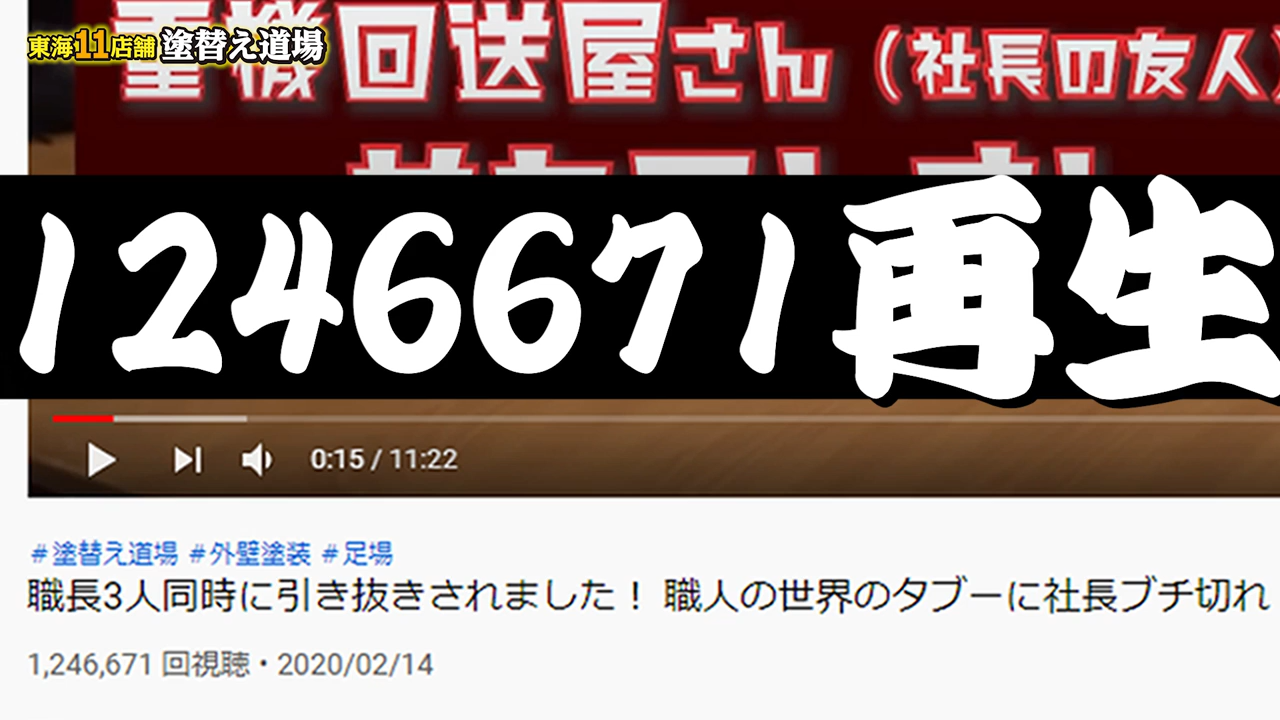 東海11店舗 塗替え道場
重機回送屋さん（社長の友人）
1246671再生
0:15 / 11:22
#塗替え道場 #外壁塗装 #足場
職長3人同時に引き抜きされました！ 職人の世界のタブーに社長ブチ切れ
1,246,671 回視聴・2020/02/14